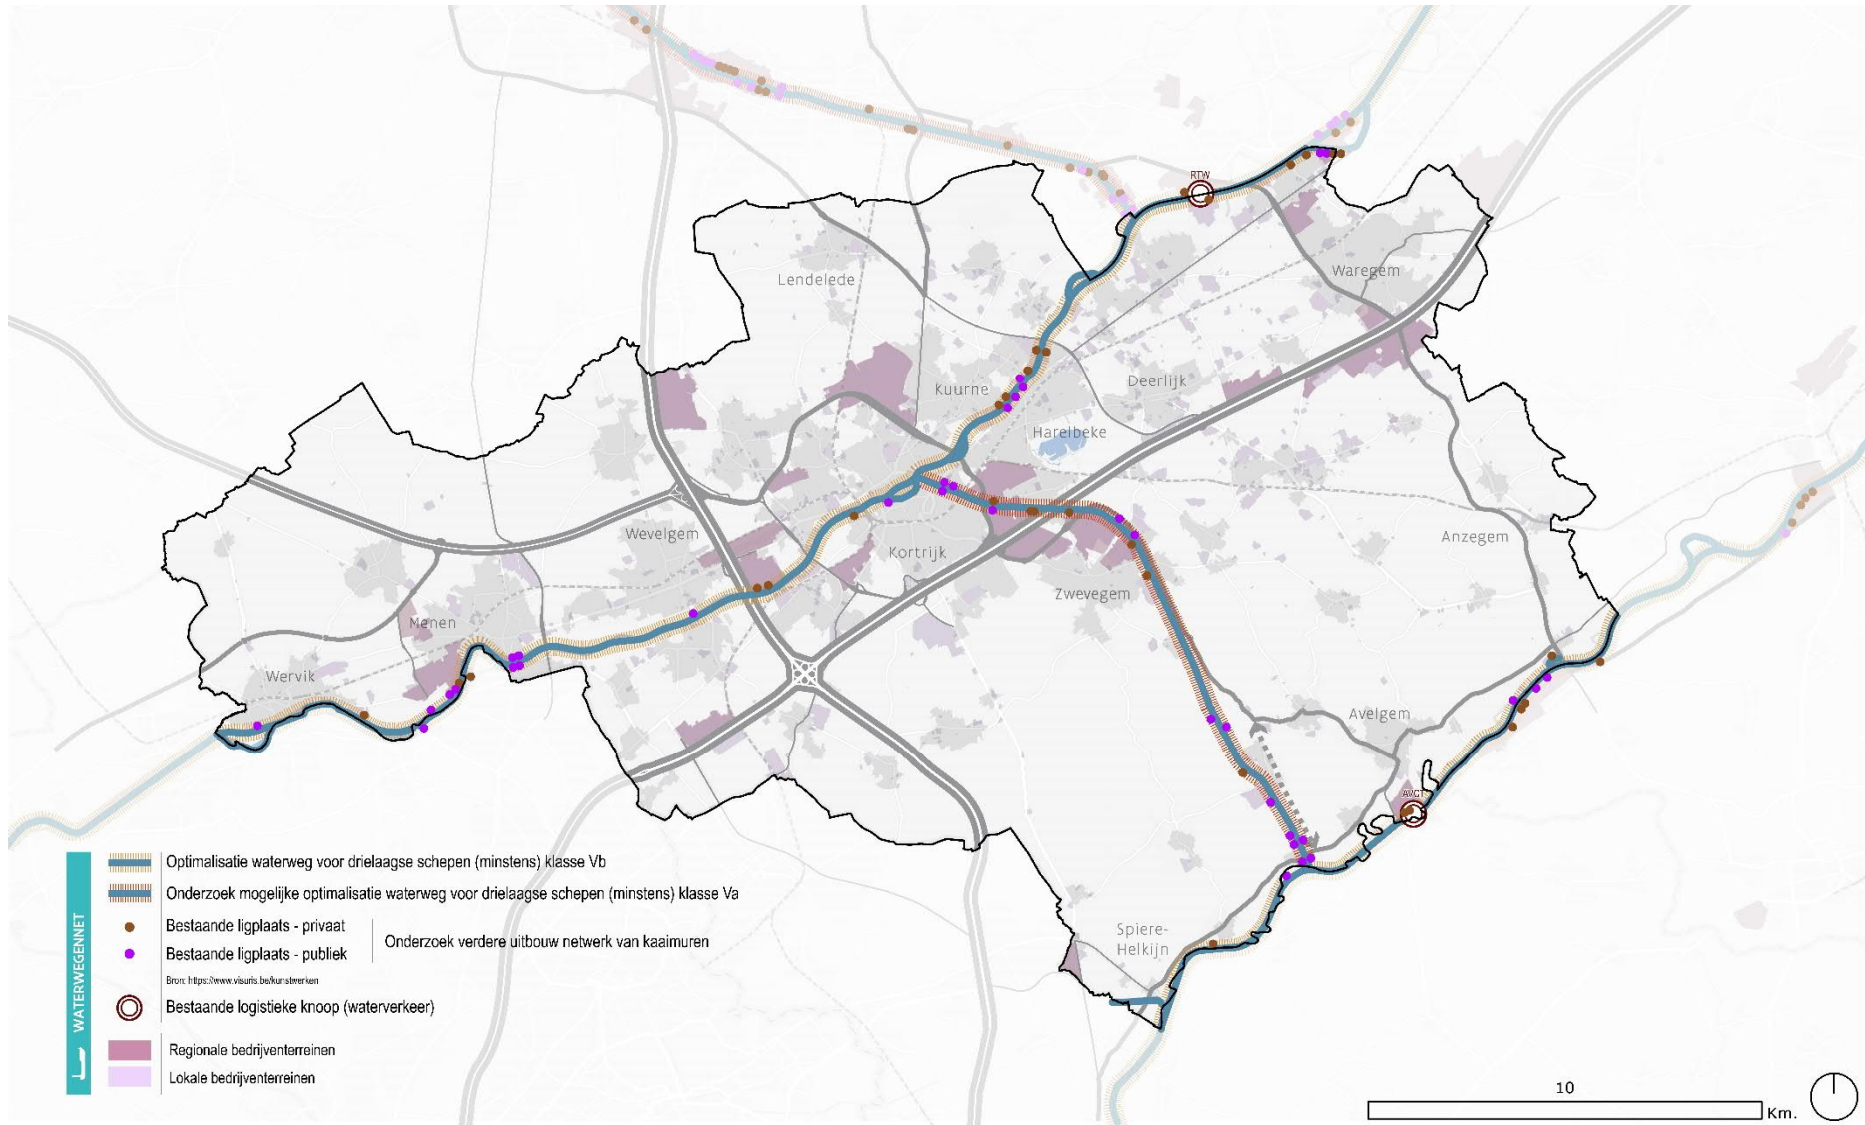 RTW
Lendelede
Waregem
Kuurne
Deerlijk
Harelbeke
Wevelgem
Kortrijk
Anzegem
Zwevegem
Menen
Wervik
Avelgem
AVCT
Spiere-
Helkijn
WATERWEGENNET
Optimalisatie waterweg voor drielaagse schepen (minstens) klasse Vb
Onderzoek mogelijke optimalisatie waterweg voor drielaagse schepen (minstens) klasse Va
Bestaande ligplaats - privaat
Onderzoek verdere uitbouw netwerk van kaaimuren
Bestaande ligplaats - publiek
Bron: https://www.visuris.be/kunstwerken
Bestaande logistieke knoop (waterverkeer)
Regionale bedrijventerreinen
Lokale bedrijventerreinen
10
Km.